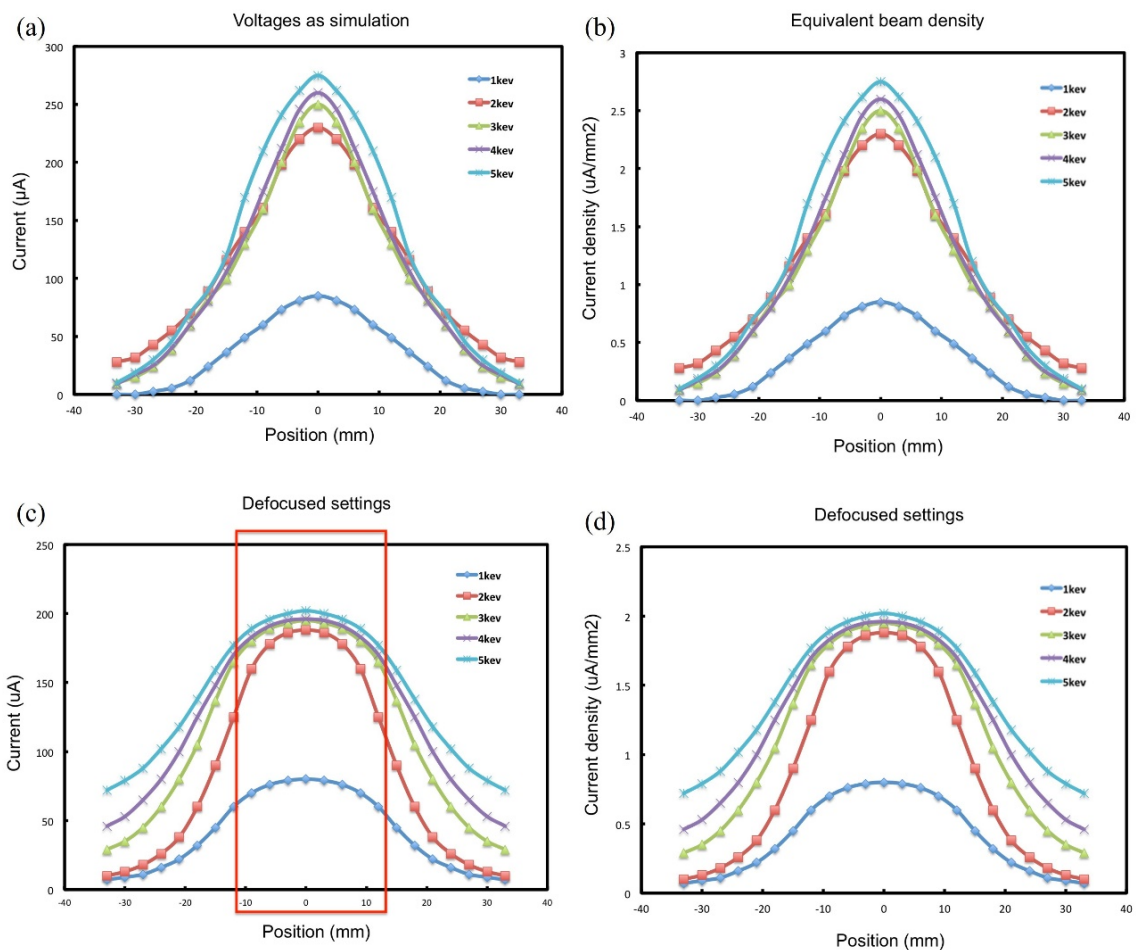 (a)
Voltages as simulation
300
250
200
150
100
50
0
-40
-20
0
20
40
Current (µA)
Position (mm)
1kev
2kev
3kev
4kev
5kev
(b)
Equivalent beam density
3
2.5
2
1.5
1
0.5
0
-40
-30
-20
-10
0
10
20
30
40
Current density (uA/mm2)
Position (mm)
1kev
2kev
3kev
4kev
5kev
(c)
Defocused settings
250
200
150
100
50
0
-40
-30
-20
-10
0
10
20
30
40
Current (uA)
Position (mm)
1kev
2kev
3kev
4kev
5kev
(d)
Defocused settings
2.5
2
1.5
1
0.5
0
-40
-30
-20
-10
0
10
20
30
40
Current density (uA/mm2)
Position (mm)
1kev
2kev
3kev
4kev
5kev